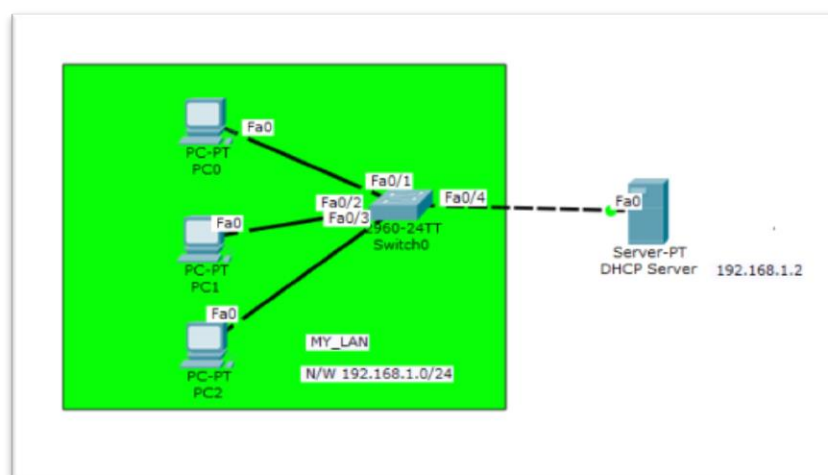 Fa0
PC-PT
PC0
Fa0/1
Fa0/2
Fa0/3
Fa0/4
2960-24TT
Switch0
Fa0
PC-PT
PC1
Fa0
PC-PT
PC2
MY_LAN
N/W 192.168.1.0/24
Fa0
Server-PT
DHCP Server
192.168.1.2